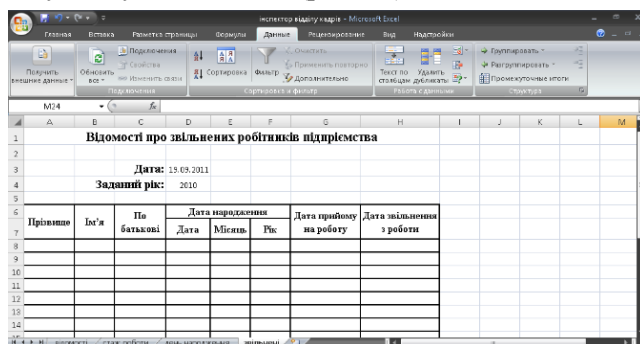 інспектор відділу кадрів - Microsoft Excel
Главная Вставка Разметка страницы Формулы Данные Рецензирование Вид Надстройки
Получить внешние данные
Обновить все
Подключения
Свойства
Изменить связи
Подключения
Сортировка
Фильтр
Очистить
Применить повторно
Дополнительно
Сортировка и фильтр
Текст по столбцам
Удалить дубликаты
Работа с данными
Группировать
Разгруппировать
Промежуточные итоги
Структура
M24 fx
A B C D E F G H I J K L M
1 Відомості про звільнених робітників підприємства
2
3 Дата: 19.09.2011
4 Заданий рік: 2010
5
6 Прізвище Ім'я По батькові Дата народження Дата прийому на роботу Дата звільнення з роботи
7 Дата Місяць Рік
8
9
10
11
12
13
14
відомості стаж роботи день народження звільнені